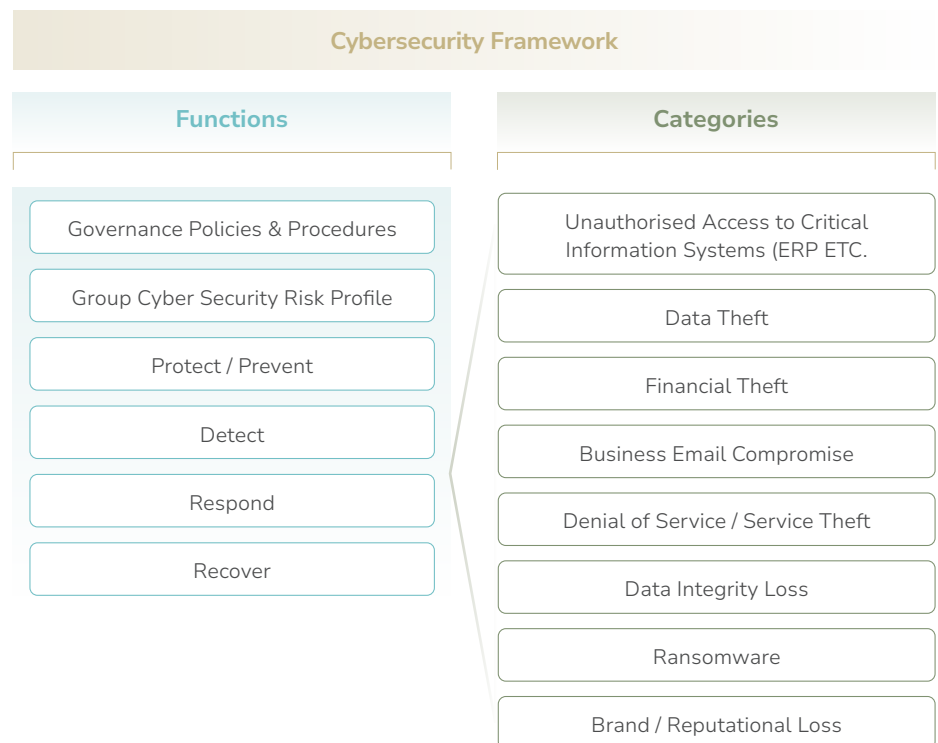 Cybersecurity Framework
Functions
Governance Policies & Procedures
Group Cyber Security Risk Profile
Protect / Prevent
Detect
Respond
Recover
Categories
Unauthorised Access to Critical
Information Systems (ERP ETC.
Data Theft
Financial Theft
Business Email Compromise
Denial of Service / Service Theft
Data Integrity Loss
Ransomware
Brand / Reputational Loss